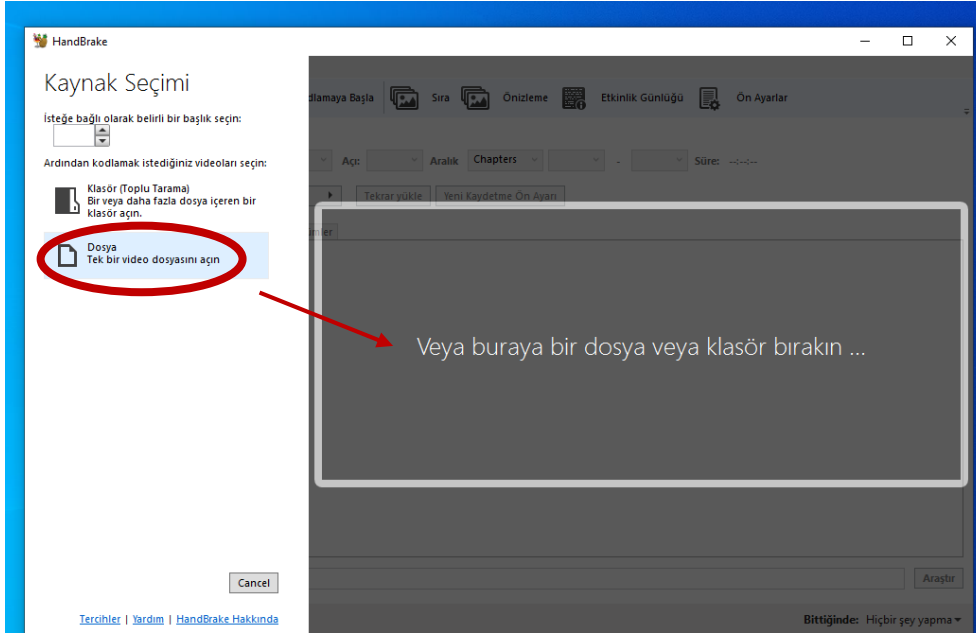 HandBrake
Kaynak Seçimi
İsteğe bağlı olarak belirli bir başlık seçin:
Ardından kodlamak istediğiniz videoları seçin:
Klasör (Toplu Tarama)
Bir veya daha fazla dosya içeren bir
klasör açın.
Dosya
Tek bir video dosyasını açın
Cancel
Tercihler | Yardım | HandBrake Hakkında
dlamaya Başla Sıra Önizleme Etkinlik Günlüğü Ön Ayarlar
Açı: Aralık Chapters - Süre: --:--:--
Tekrar yükle Yeni Kaydetme Ön Ayarı
mler
Veya buraya bir dosya veya klasör bırakın ...
Araştır
Bittiğinde: Hiçbir şey yapma